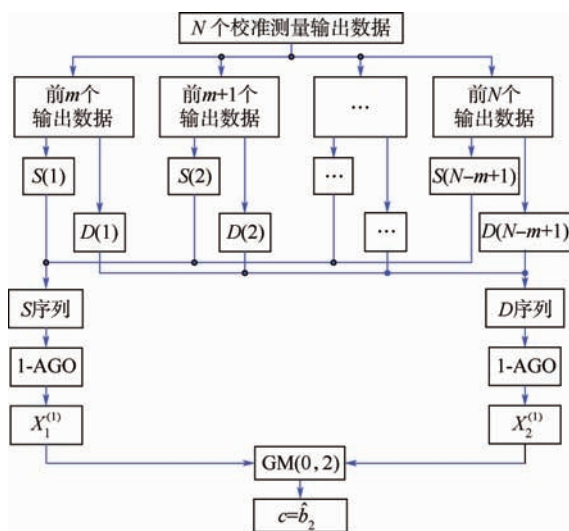 N个校准测量输出数据
前m个
输出数据
前m+1个
输出数据
…
前N个
输出数据
S(1)
S(2)
…
S(N−m+1)
D(1)
D(2)
…
D(N−m+1)
S序列
D序列
1-AGO
1-AGO
X₁⁽¹⁾
X₂⁽¹⁾
GM(0,2)
c=b̂₂